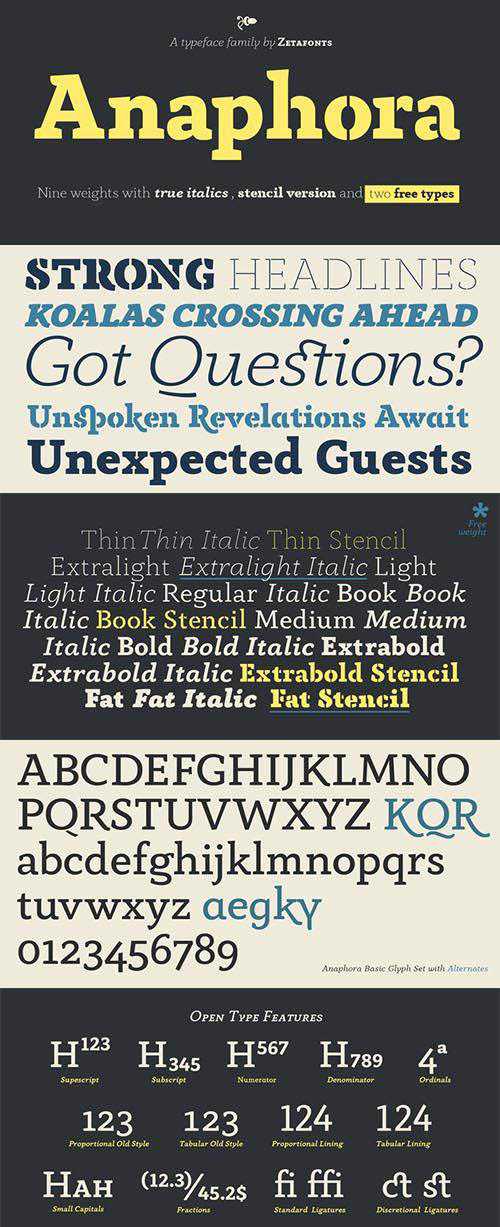 A typeface family by ZETAFONTS
Anaphora
Nine weights with true italics , stencil version and two free types
STRONG HEADLINES
KOALAS CROSSING AHEAD
Got Questions?
Unspoken Revelations Await
Unexpected Guests
*
Free
weight
Thin Thin Italic Thin Stencil
Extralight Extralight Italic Light
Light Italic Regular Italic Book Book
Italic Book Stencil Medium Medium
Italic Bold Bold Italic Extrabold
Extrabold Italic Extrabold Stencil
Fat Fat Italic Fat Stencil
ABCDEFGHIJKLMNO
PQRSTUVWXYZ KQR
abcdefghijklmnopqrs
tuvwxyz aegky
0123456789
Anaphora Basic Glyph Set with Alternates
OPEN TYPE FEATURES
H¹²³ H₃₄₅ H⁵⁶⁷ H₇₈₉ 4ª
Supescript Subscript Numerator Denominator Ordinals
123 123 124 124
Proportional Old Style Tabular Old Style Proportional Lining Tabular Lining
HAH (12.3)/45.2$ fi ffi ct st
Small Capitals Fractions Standard Ligatures Discretional Ligatures